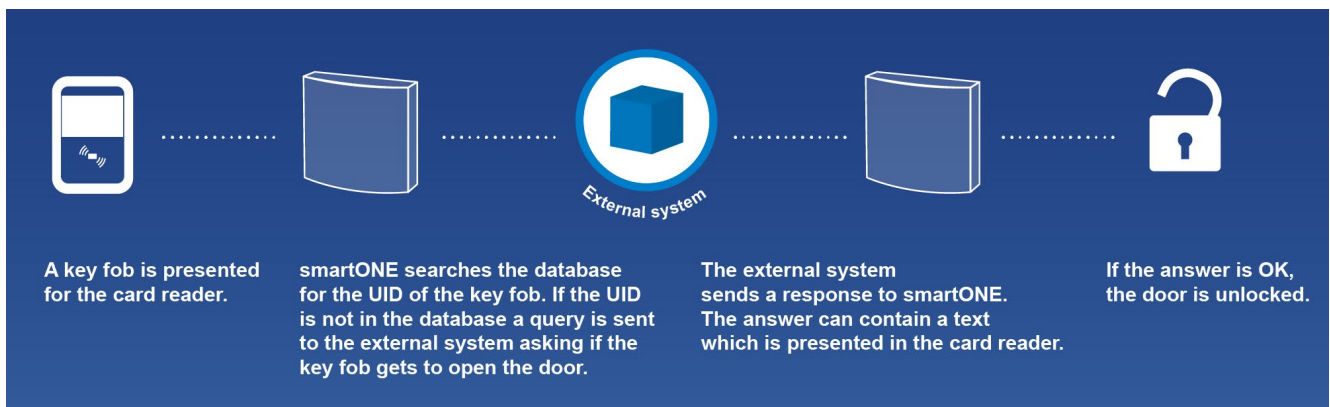 External system
A key fob is presented
for the card reader.
smartONE searches the database
for the UID of the key fob. If the UID
is not in the database a query is sent
to the external system asking if the
key fob gets to open the door.
The external system
sends a response to smartONE.
The answer can contain a text
which is presented in the card reader.
If the answer is OK,
the door is unlocked.